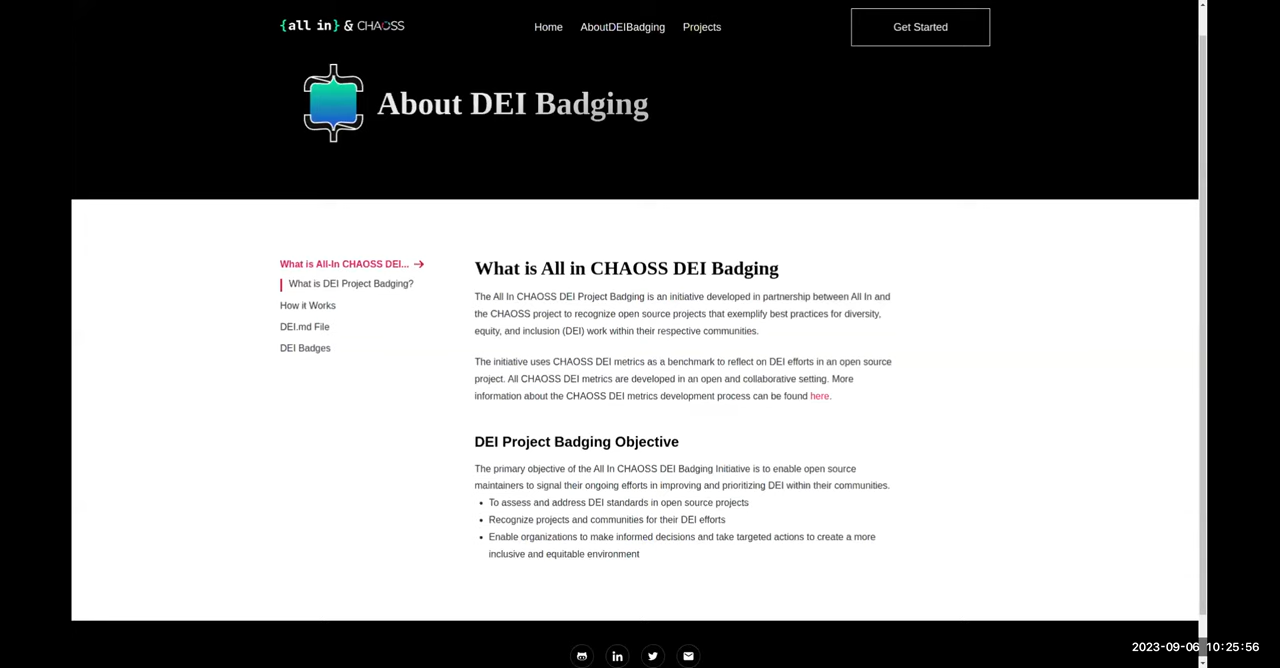 {all in} & CHAOSS
Home AboutDEIBadging Projects
Get Started
About DEI Badging
What is All-In CHAOSS DEI...
What is DEI Project Badging?
How it Works
DEI.md File
DEI Badges
What is All in CHAOSS DEI Badging
The All In CHAOSS DEI Project Badging is an initiative developed in partnership between All In and
the CHAOSS project to recognize open source projects that exemplify best practices for diversity,
equity, and inclusion (DEI) work within their respective communities.
The initiative uses CHAOSS DEI metrics as a benchmark to reflect on DEI efforts in an open source
project. All CHAOSS DEI metrics are developed in an open and collaborative setting. More
information about the CHAOSS DEI metrics development process can be found here.
DEI Project Badging Objective
The primary objective of the All In CHAOSS DEI Badging Initiative is to enable open source
maintainers to signal their ongoing efforts in improving and prioritizing DEI within their communities.
• To assess and address DEI standards in open source projects
• Recognize projects and communities for their DEI efforts
• Enable organizations to make informed decisions and take targeted actions to create a more
inclusive and equitable environment
2023-09-06 10:25:56